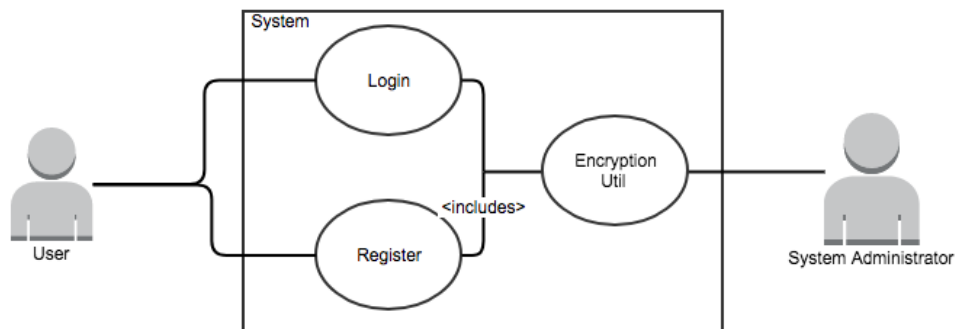 System
Login
Encryption
Util
<includes>
User
Register
System Administrator